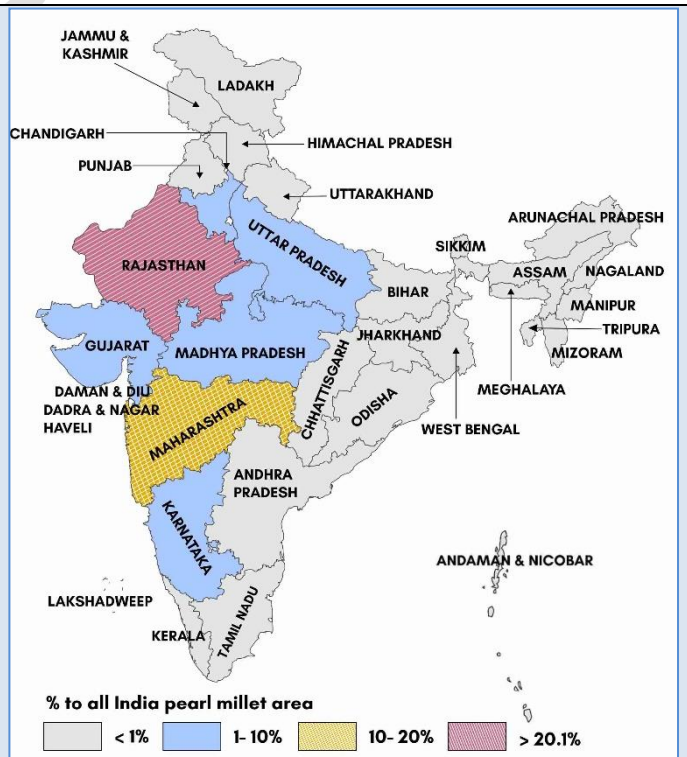 JAMMU &
KASHMIR
LADAKH
CHANDIGARH
HIMACHAL PRADESH
PUNJAB
UTTARAKHAND
ARUNACHAL PRADESH
SIKKIM
UTTAR PRADESH
RAJASTHAN
ASSAM
NAGALAND
BIHAR
MANIPUR
TRIPURA
JHARKHAND
GUJARAT
MADHYA PRADESH
MIZORAM
MEGHALAYA
DAMAN & DIU
DADRA & NAGAR
HAVELI
CHHATTISGARH
ODISHA
WEST BENGAL
MAHARASHTRA
ANDHRA
PRADESH
KARNATAKA
ANDAMAN & NICOBAR
LAKSHADWEEP
KERALA
TAMIL NADU
% to all India pearl millet area
< 1%
1- 10%
10- 20%
> 20.1%